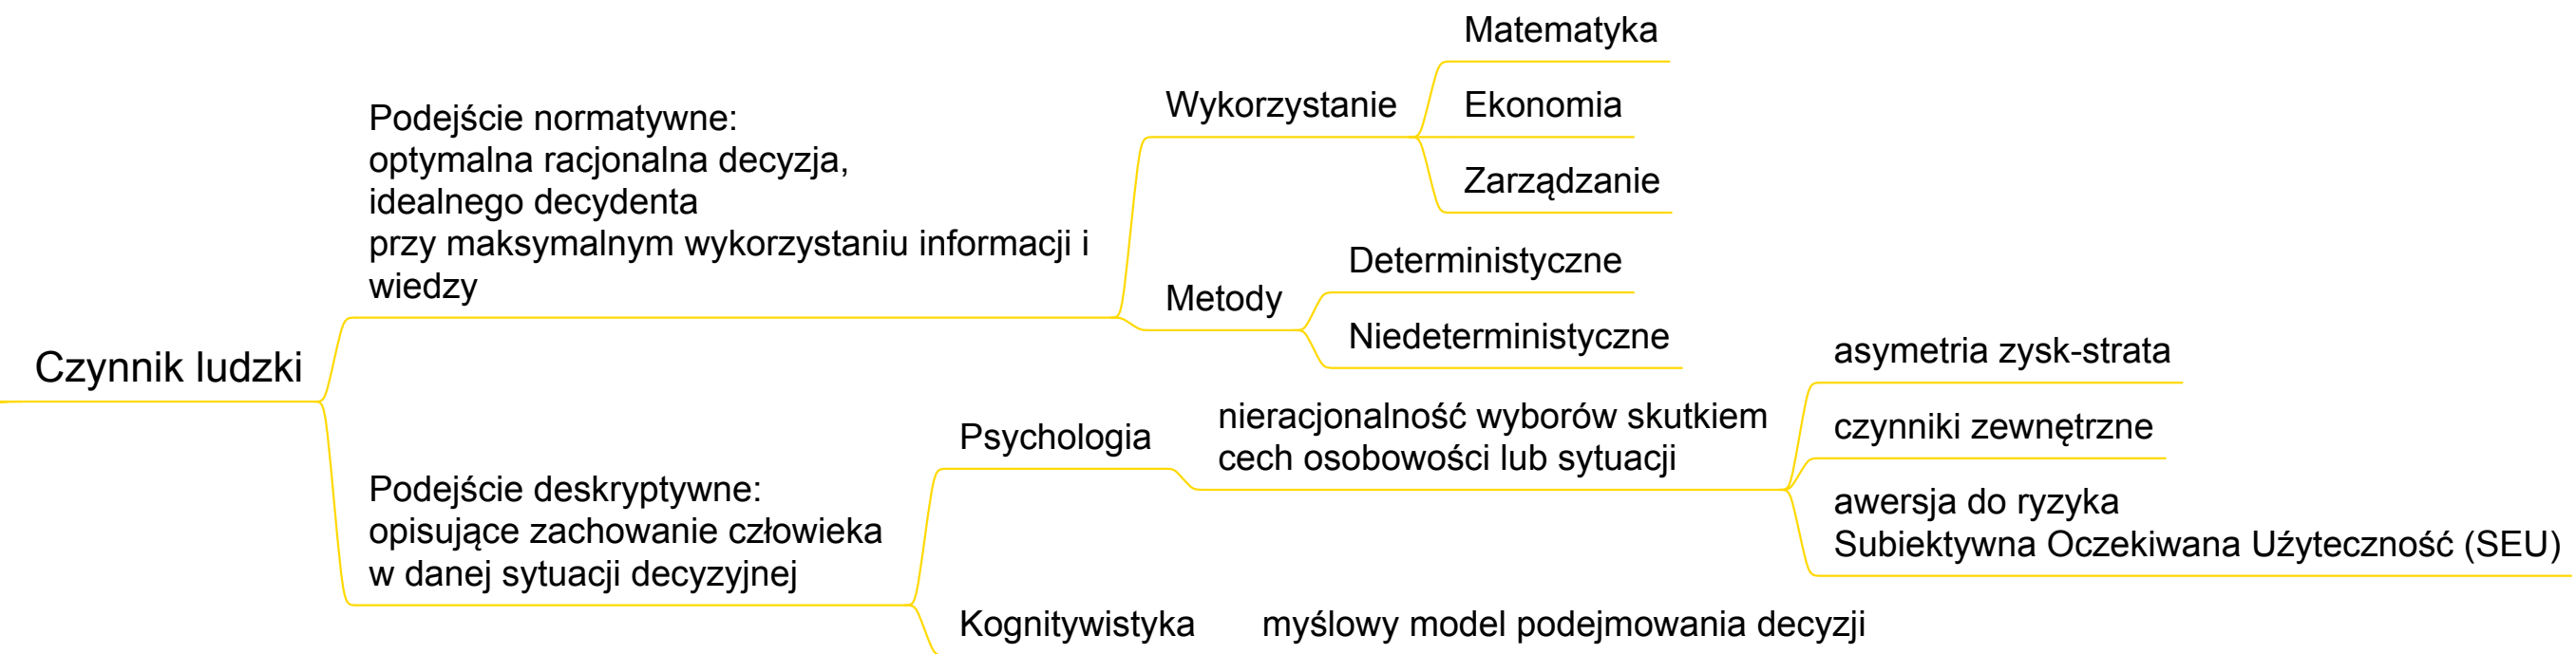 Czynnik ludzki
Podejście normatywne:
optymalna racjonalna decyzja,
idealnego decydenta
przy maksymalnym wykorzystaniu informacji i
wiedzy
Wykorzystanie
Matematyka
Ekonomia
Zarządzanie
Metody
Deterministyczne
Niedeterministyczne
Podejście deskryptywne:
opisujące zachowanie człowieka
w danej sytuacji decyzyjnej
Psychologia
nieracjonalność wyborów skutkiem
cech osobowości lub sytuacji
asymetria zysk-strata
czynniki zewnętrzne
awersja do ryzyka
Subiektywna Oczekiwana Uźyteczność (SEU)
Kognitywistyka
myślowy model podejmowania decyzji